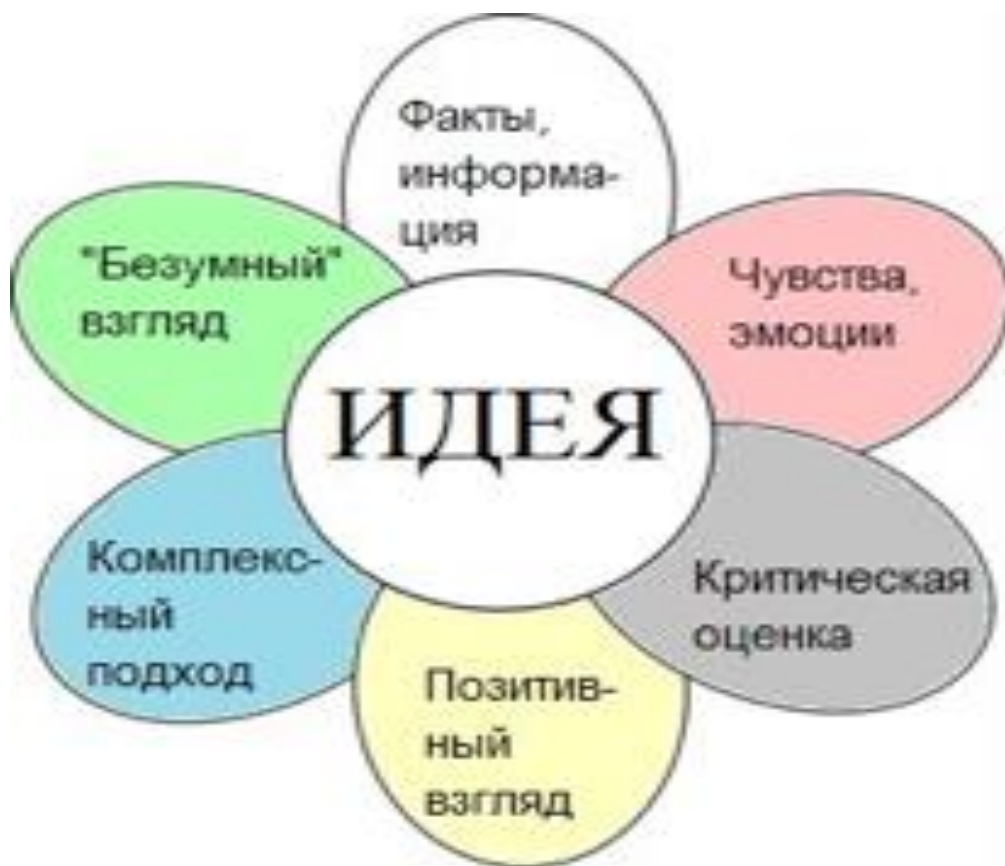 Факты,
информа-
ция
Чувства,
эмоции
Критическая
оценка
Позитив-
ный
взгляд
Комплекс-
ный
подход
"Безумный"
взгляд
ИДЕЯ